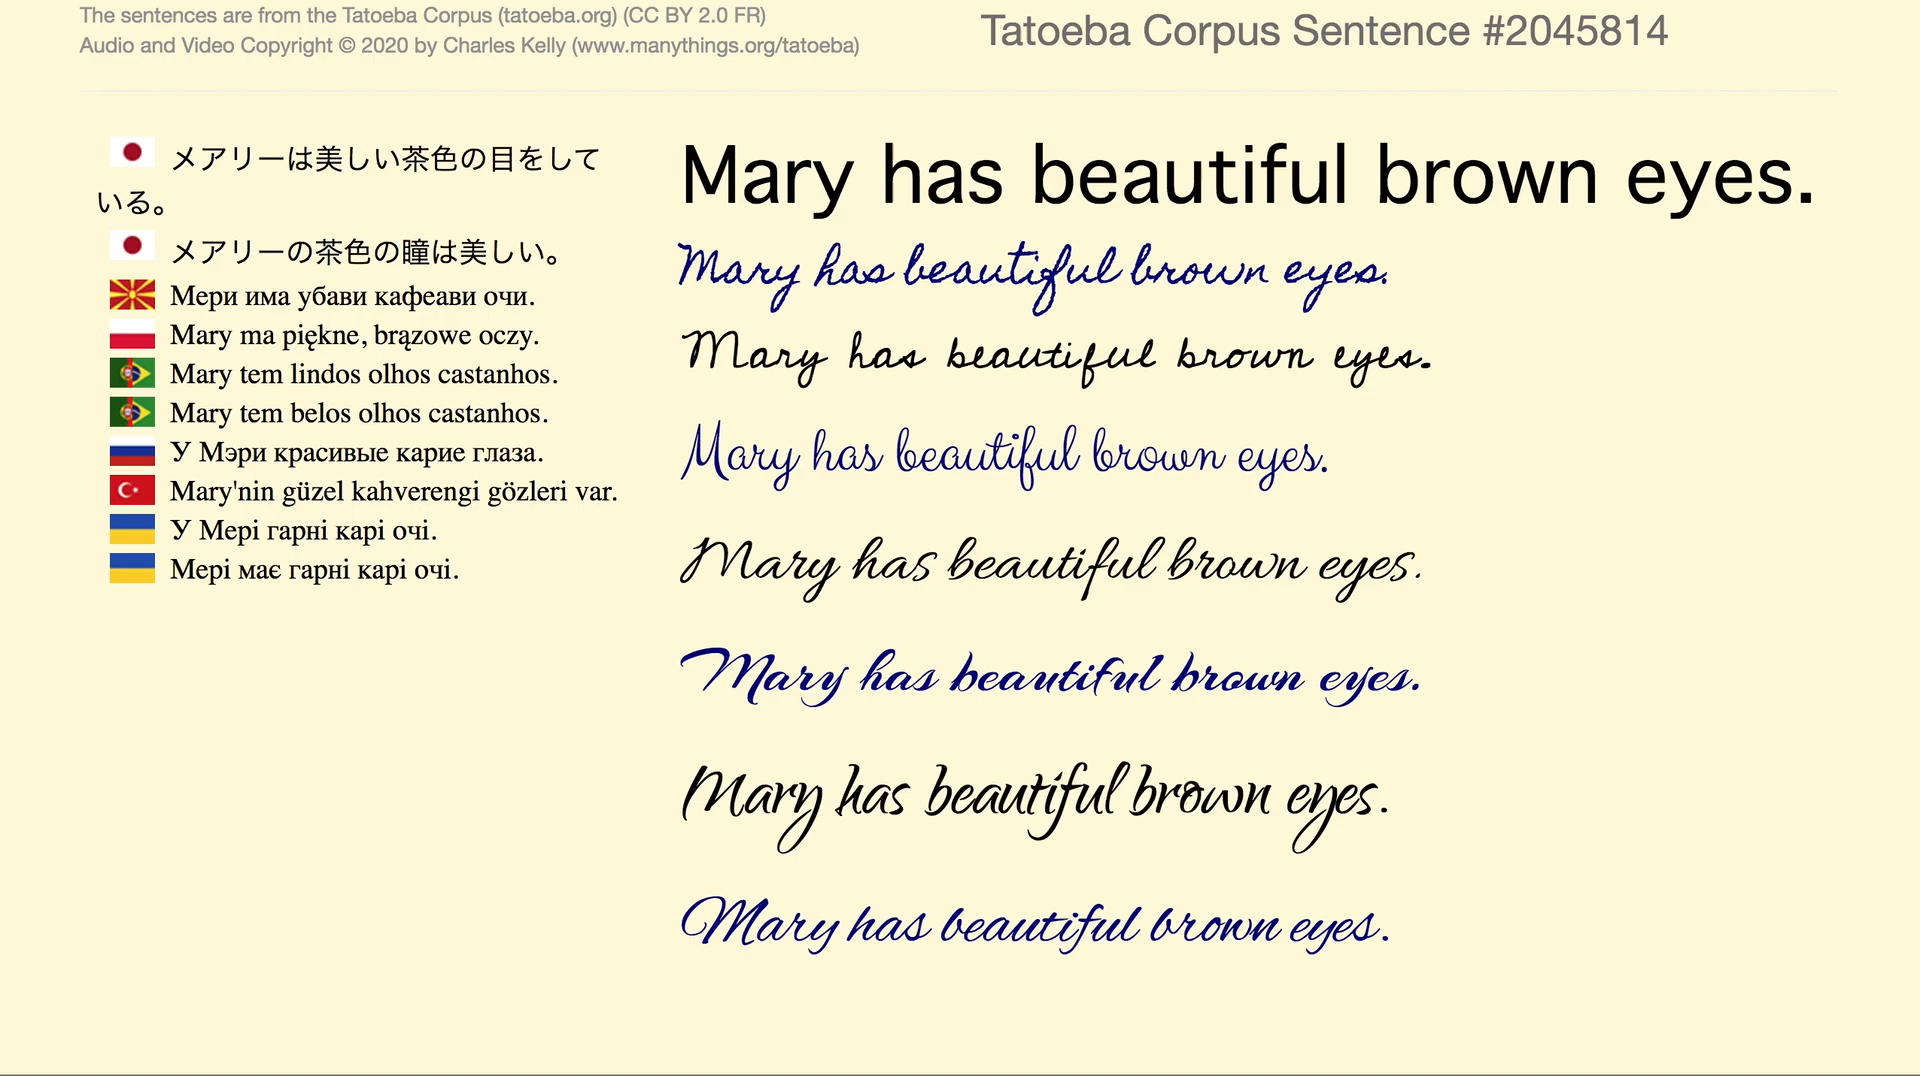 The sentences are from the Tatoeba Corpus (tatoeba.org) (CC BY 2.0 FR)
Audio and Video Copyright © 2020 by Charles Kelly (www.manythings.org/tatoeba)
Tatoeba Corpus Sentence #2045814
メアリーは美しい茶色の目をして
いる。
メアリーの茶色の瞳は美しい。
Мери има убави кафеави очи.
Mary ma piękne, brązowe oczy.
Mary tem lindos olhos castanhos.
Mary tem belos olhos castanhos.
У Мэри красивые карие глаза.
Mary'nin güzel kahverengi gözleri var.
У Мері гарні карі очі.
Мері має гарні карі очі.
Mary has beautiful brown eyes.
Mary has beautiful brown eyes.
Mary has beautiful brown eyes.
Mary has beautiful brown eyes.
Mary has beautiful brown eyes.
Mary has beautiful brown eyes.
Mary has beautiful brown eyes.
Mary has beautiful brown eyes.